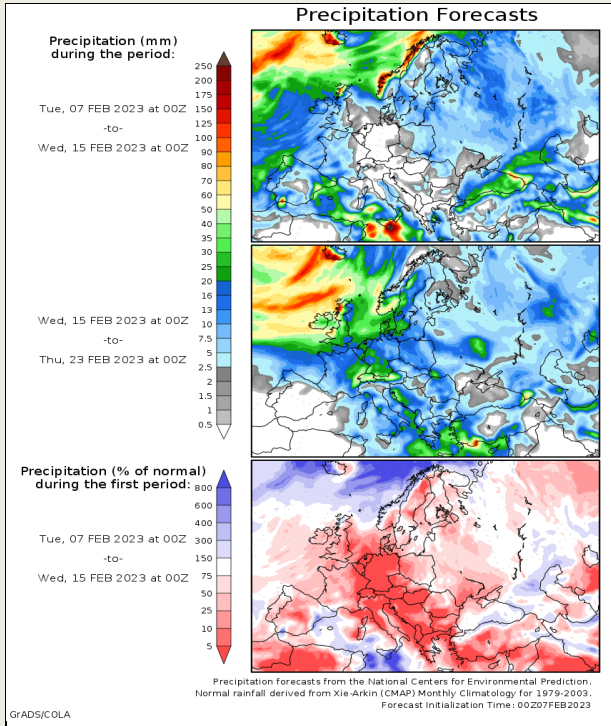 Precipitation Forecasts
Precipitation (mm)
during the period:
Tue, 07 FEB 2023 at 00Z
-to-
Wed, 15 FEB 2023 at 00Z
250
200
175
150
125
100
90
80
70
60
50
40
35
30
25
20
16
13
10
7.5
5
2.5
2
1.5
1
0.5
Wed, 15 FEB 2023 at 00Z
-to-
Thu, 23 FEB 2023 at 00Z
Precipitation (% of normal)
during the first period:
Tue, 07 FEB 2023 at 00Z
-to-
Wed, 15 FEB 2023 at 00Z
800
600
400
300
150
75
50
25
10
5
Precipitation forecasts from the National Centers for Environmental Prediction.
Normal rainfall derived from Xie-Arkin (CMAP) Monthly Climatology for 1979-2003.
Forecast Initialization Time: 00Z07FEB2023
GrADS/COLA